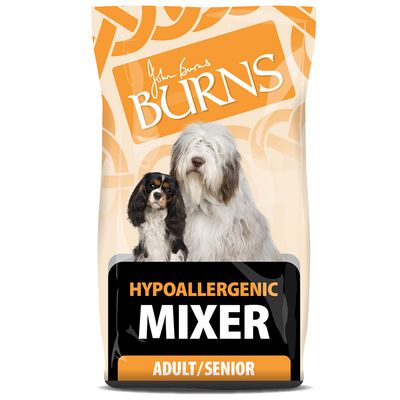 John Burns
BURNS
HYPOALLERGENIC
MIXER
ADULT/SENIOR